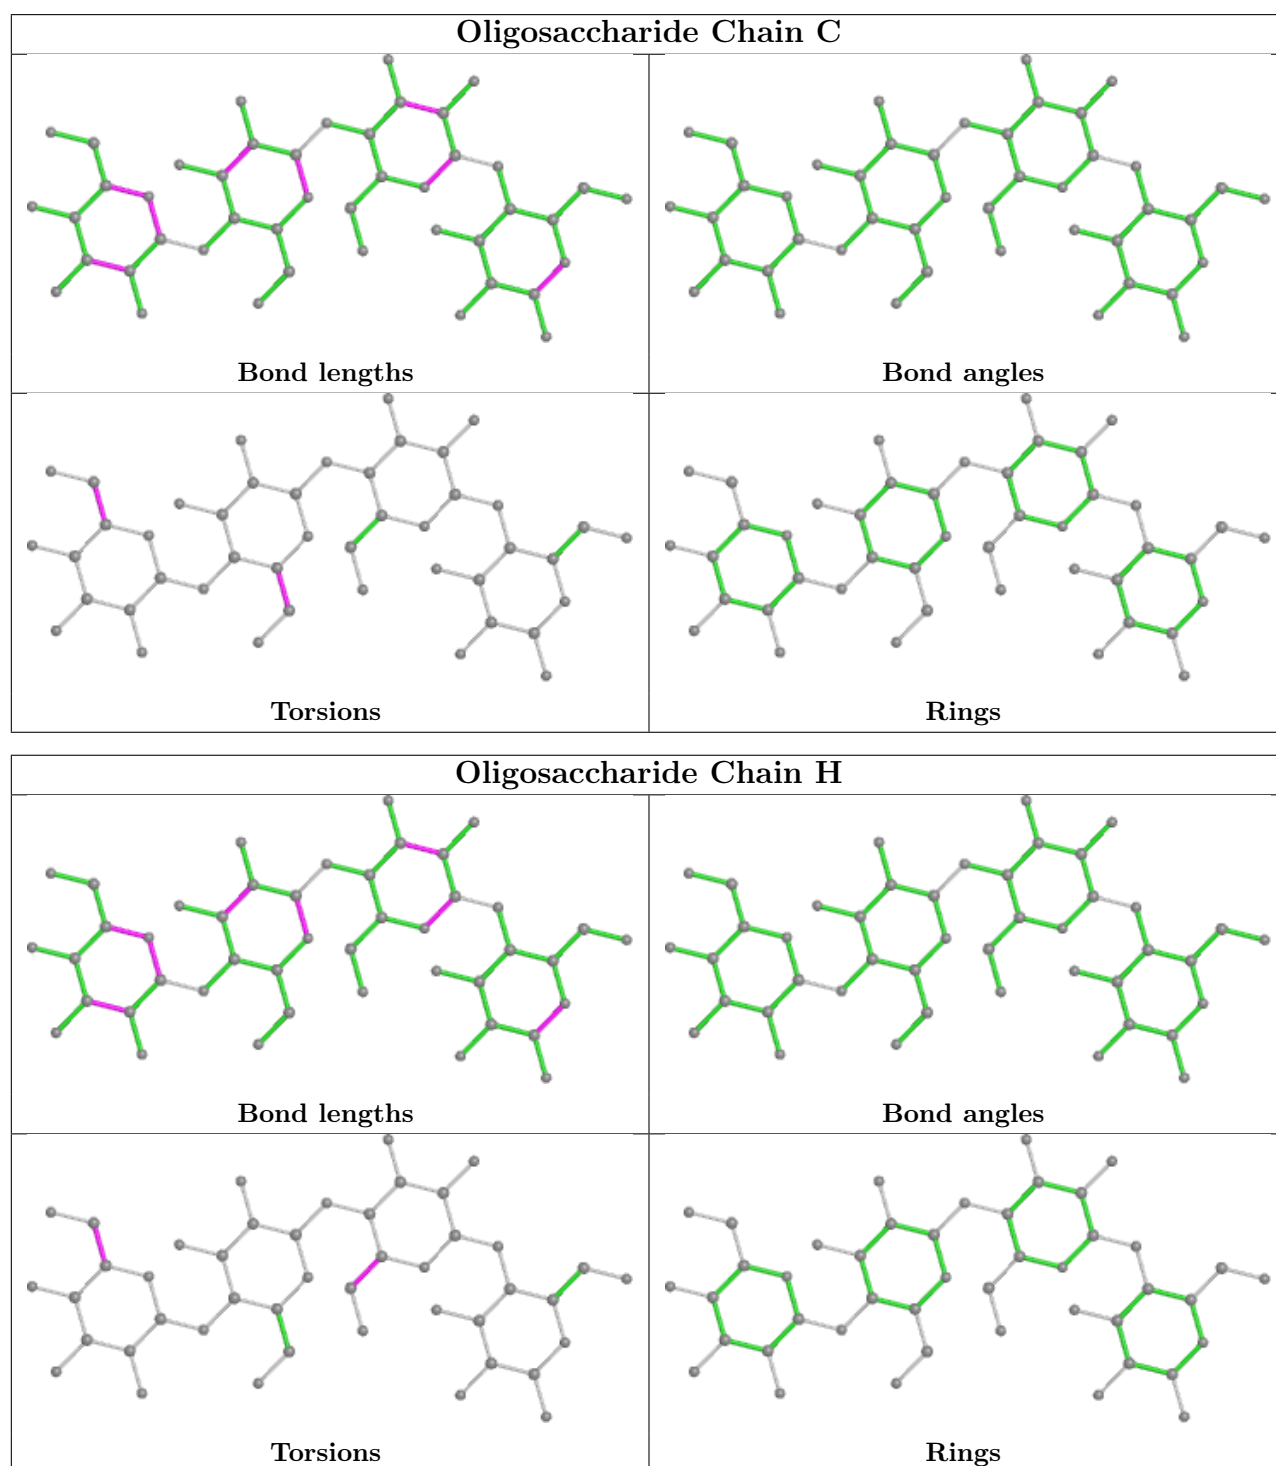 Oligosaccharide Chain C
Bond lengths
Bond angles
Torsions
Rings
Oligosaccharide Chain H
Bond lengths
Bond angles
Torsions
Rings